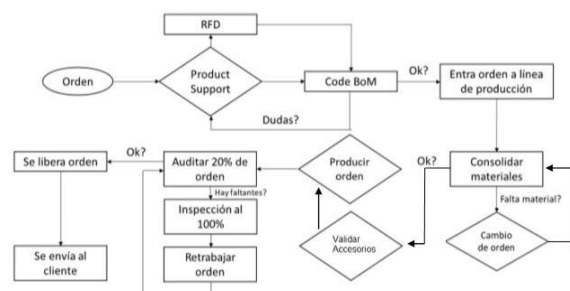 RFD
Orden
Product
Support
Code BoM
Ok?
Entra orden a línea
de producción
Dudas?
Se libera orden
Ok?
Auditar 20% de
orden
Producir
orden
Ok?
Consolidar
materiales
Hay faltantes?
Falta material?
Inspección al
100%
Validar
Accesorios
Cambio
de orden
Se envía al
cliente
Retrabajar
orden